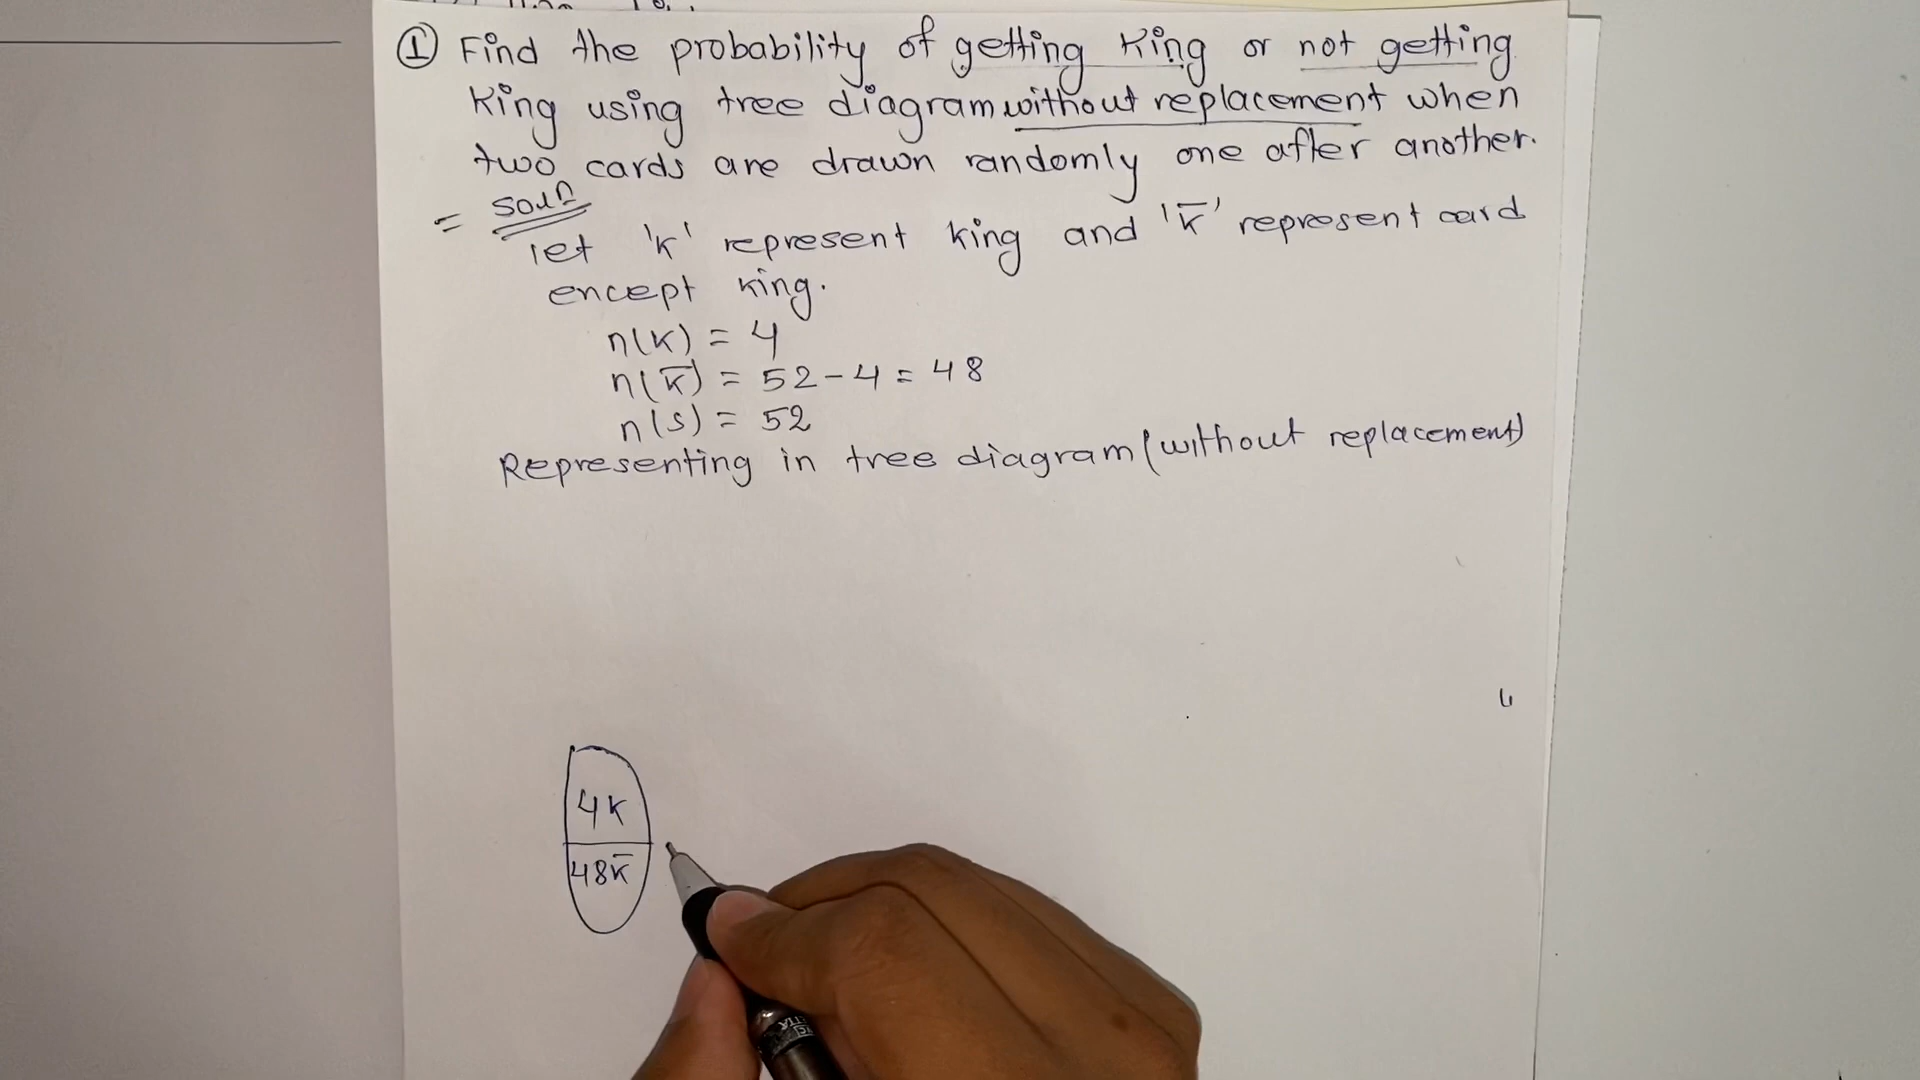 ① Find the probability of getting King or not getting
King using tree diagram without replacement when
two cards are drawn randomly one after another.
= solⁿ
let 'K' represent king and 'K̅' represent card
encept king.
n(K) = 4
n(K̅) = 52-4 = 48
n(s) = 52
Representing in tree diagram (without replacement)
4K
48K̅